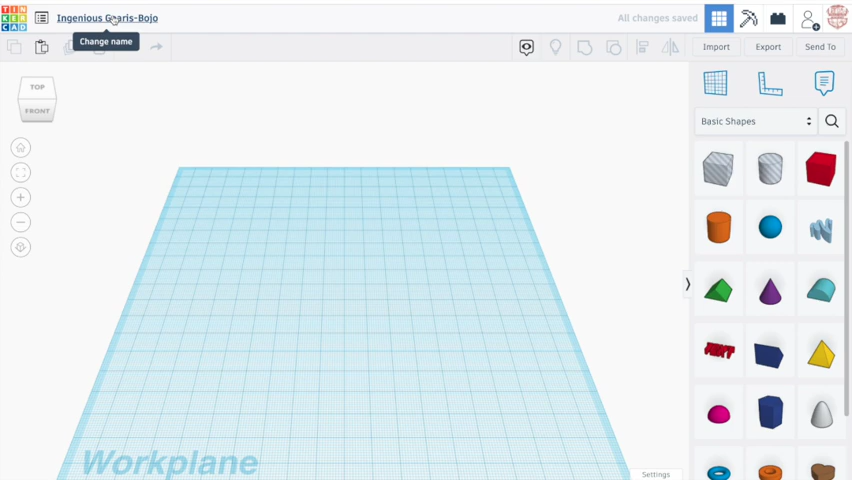 TIN
KER
CAD
Ingenious G aris-Bojo
All changes saved
Change name
Import
Export
Send To
TOP
FRONT
Basic Shapes
Workplane
Settings